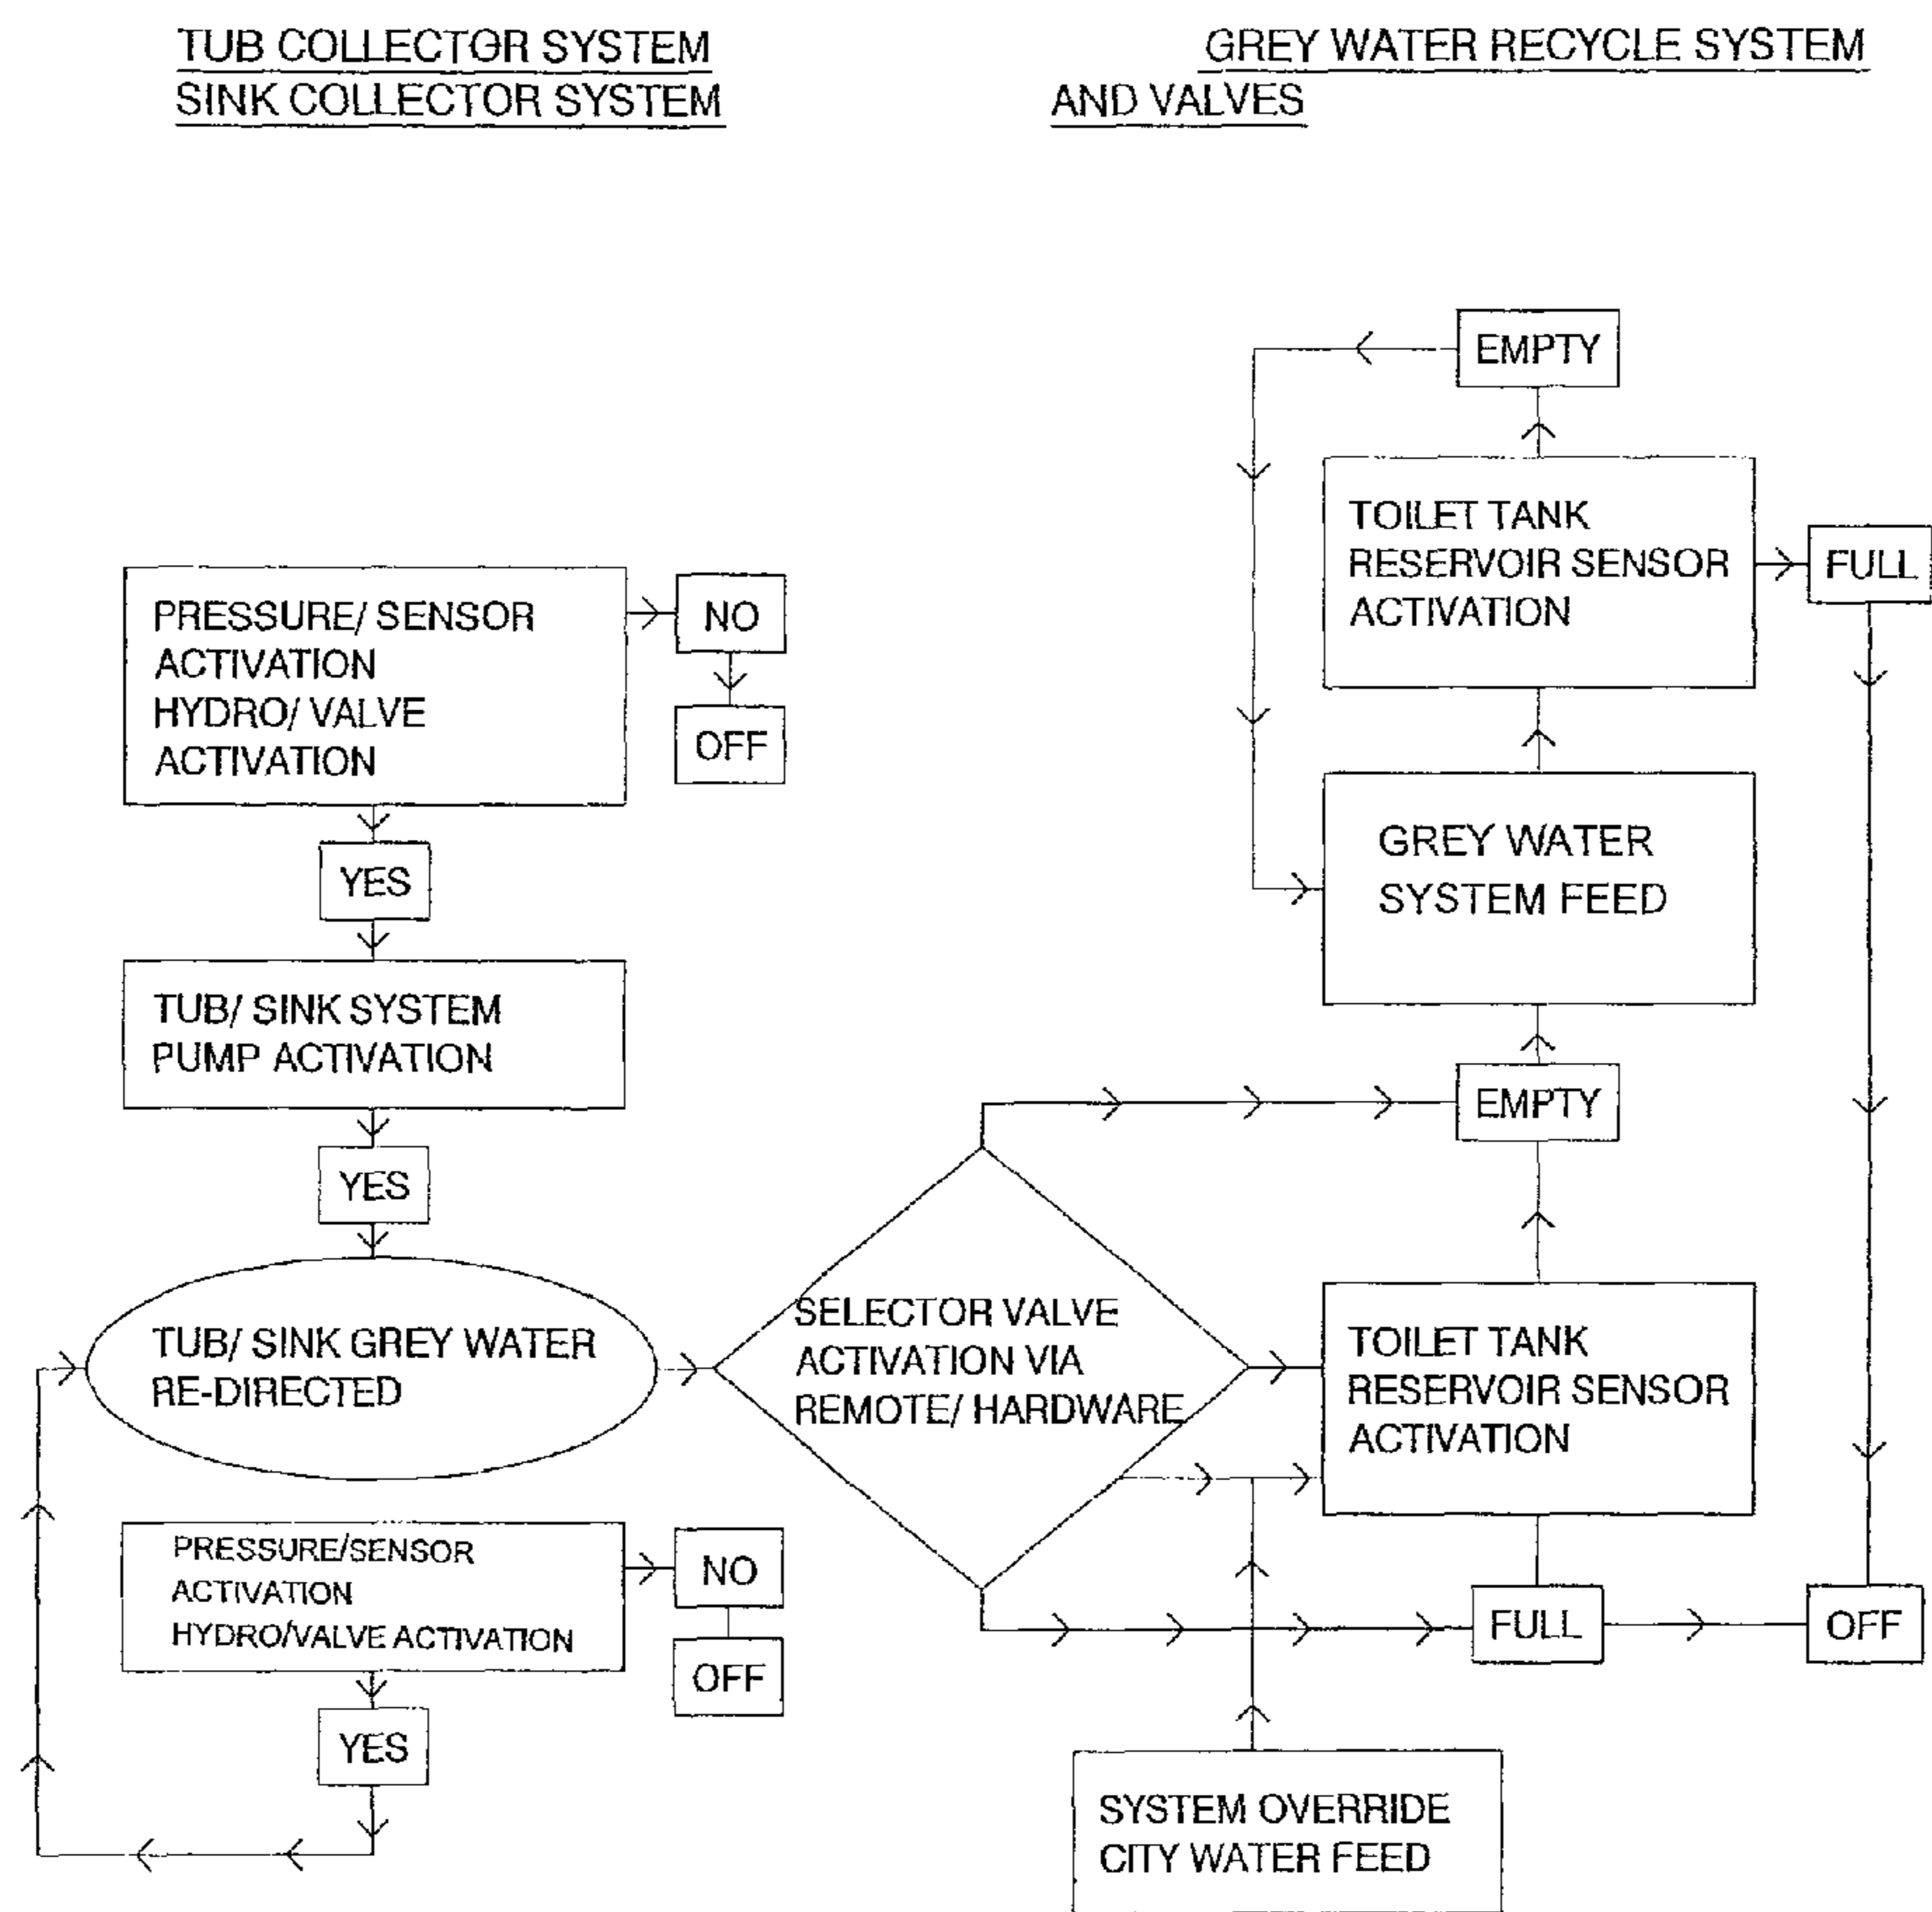 TUB COLLECTOR SYSTEM
SINK COLLECTOR SYSTEM
GREY WATER RECYCLE SYSTEM
AND VALVES
PRESSURE/ SENSOR
ACTIVATION
HYDRO/ VALVE
ACTIVATION
NO
OFF
YES
TUB/ SINK SYSTEM
PUMP ACTIVATION
YES
TUB/ SINK GREY WATER
RE-DIRECTED
PRESSURE/SENSOR
ACTIVATION
HYDRO/VALVE ACTIVATION
NO
OFF
YES
SELECTOR VALVE
ACTIVATION VIA
REMOTE/ HARDWARE
EMPTY
TOILET TANK
RESERVOIR SENSOR
ACTIVATION
FULL
GREY WATER
SYSTEM FEED
EMPTY
TOILET TANK
RESERVOIR SENSOR
ACTIVATION
FULL
OFF
SYSTEM OVERRIDE
CITY WATER FEED